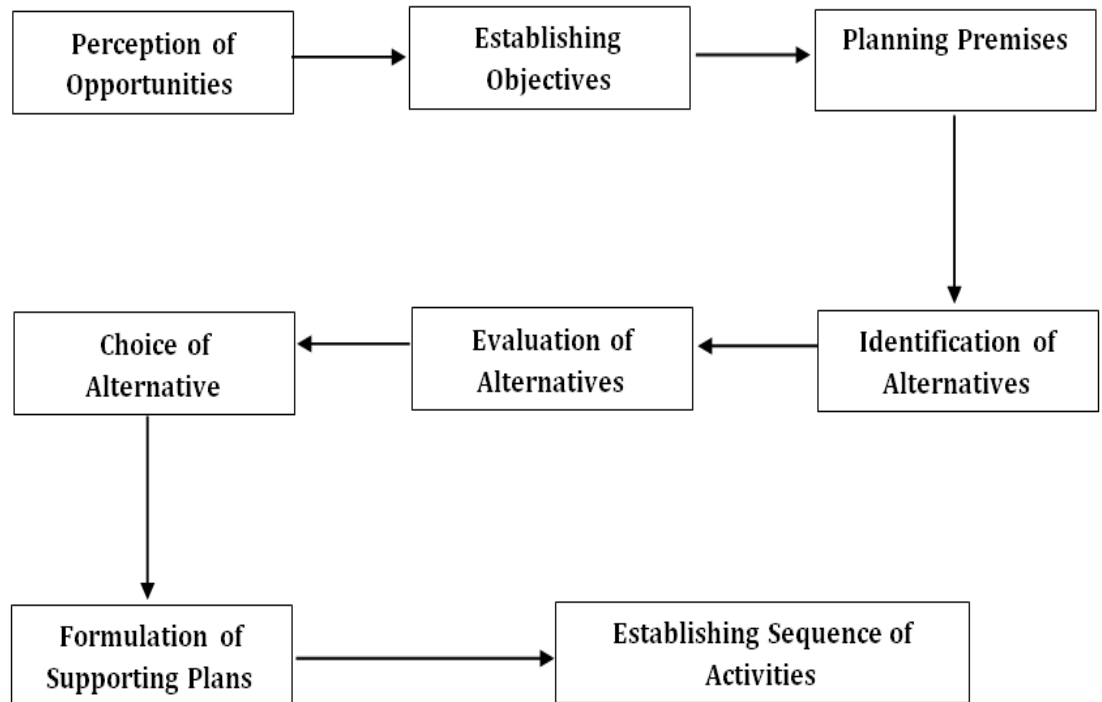 Perception of
Opportunities
Establishing
Objectives
Planning Premises
Choice of
Alternative
Evaluation of
Alternatives
Identification of
Alternatives
Formulation of
Supporting Plans
Establishing Sequence of
Activities